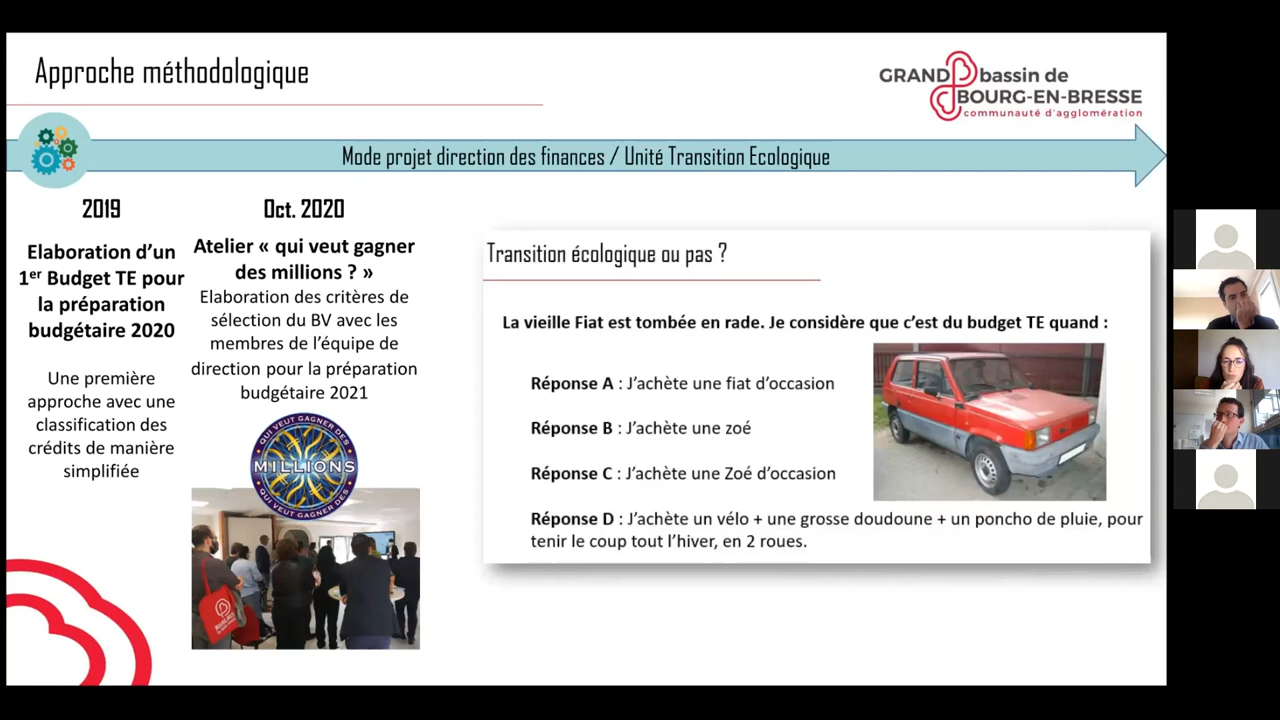 Approche méthodologique
GRAND bassin de
BOURG-EN-BRESSE
communauté d'agglomération
Mode projet direction des finances / Unité Transition Ecologique
2019
Elaboration d'un
1er Budget TE pour
la préparation
budgétaire 2020
Une première
approche avec une
classification des
crédits de manière
simplifiée
Oct. 2020
Atelier « qui veut gagner
des millions ? »
Elaboration des critères de
sélection du BV avec les
membres de l'équipe de
direction pour la préparation
budgétaire 2021
QUI VEUT GAGNER DES
MILLIONS
QUI VEUT GAGNER DES
Transition écologique ou pas ?
La vieille Fiat est tombée en rade. Je considère que c'est du budget TE quand :
Réponse A : J'achète une fiat d'occasion
Réponse B : J'achète une zoé
Réponse C : J'achète une Zoé d'occasion
Réponse D : J'achète un vélo + une grosse doudoune + un poncho de pluie, pour
tenir le coup tout l'hiver, en 2 roues.